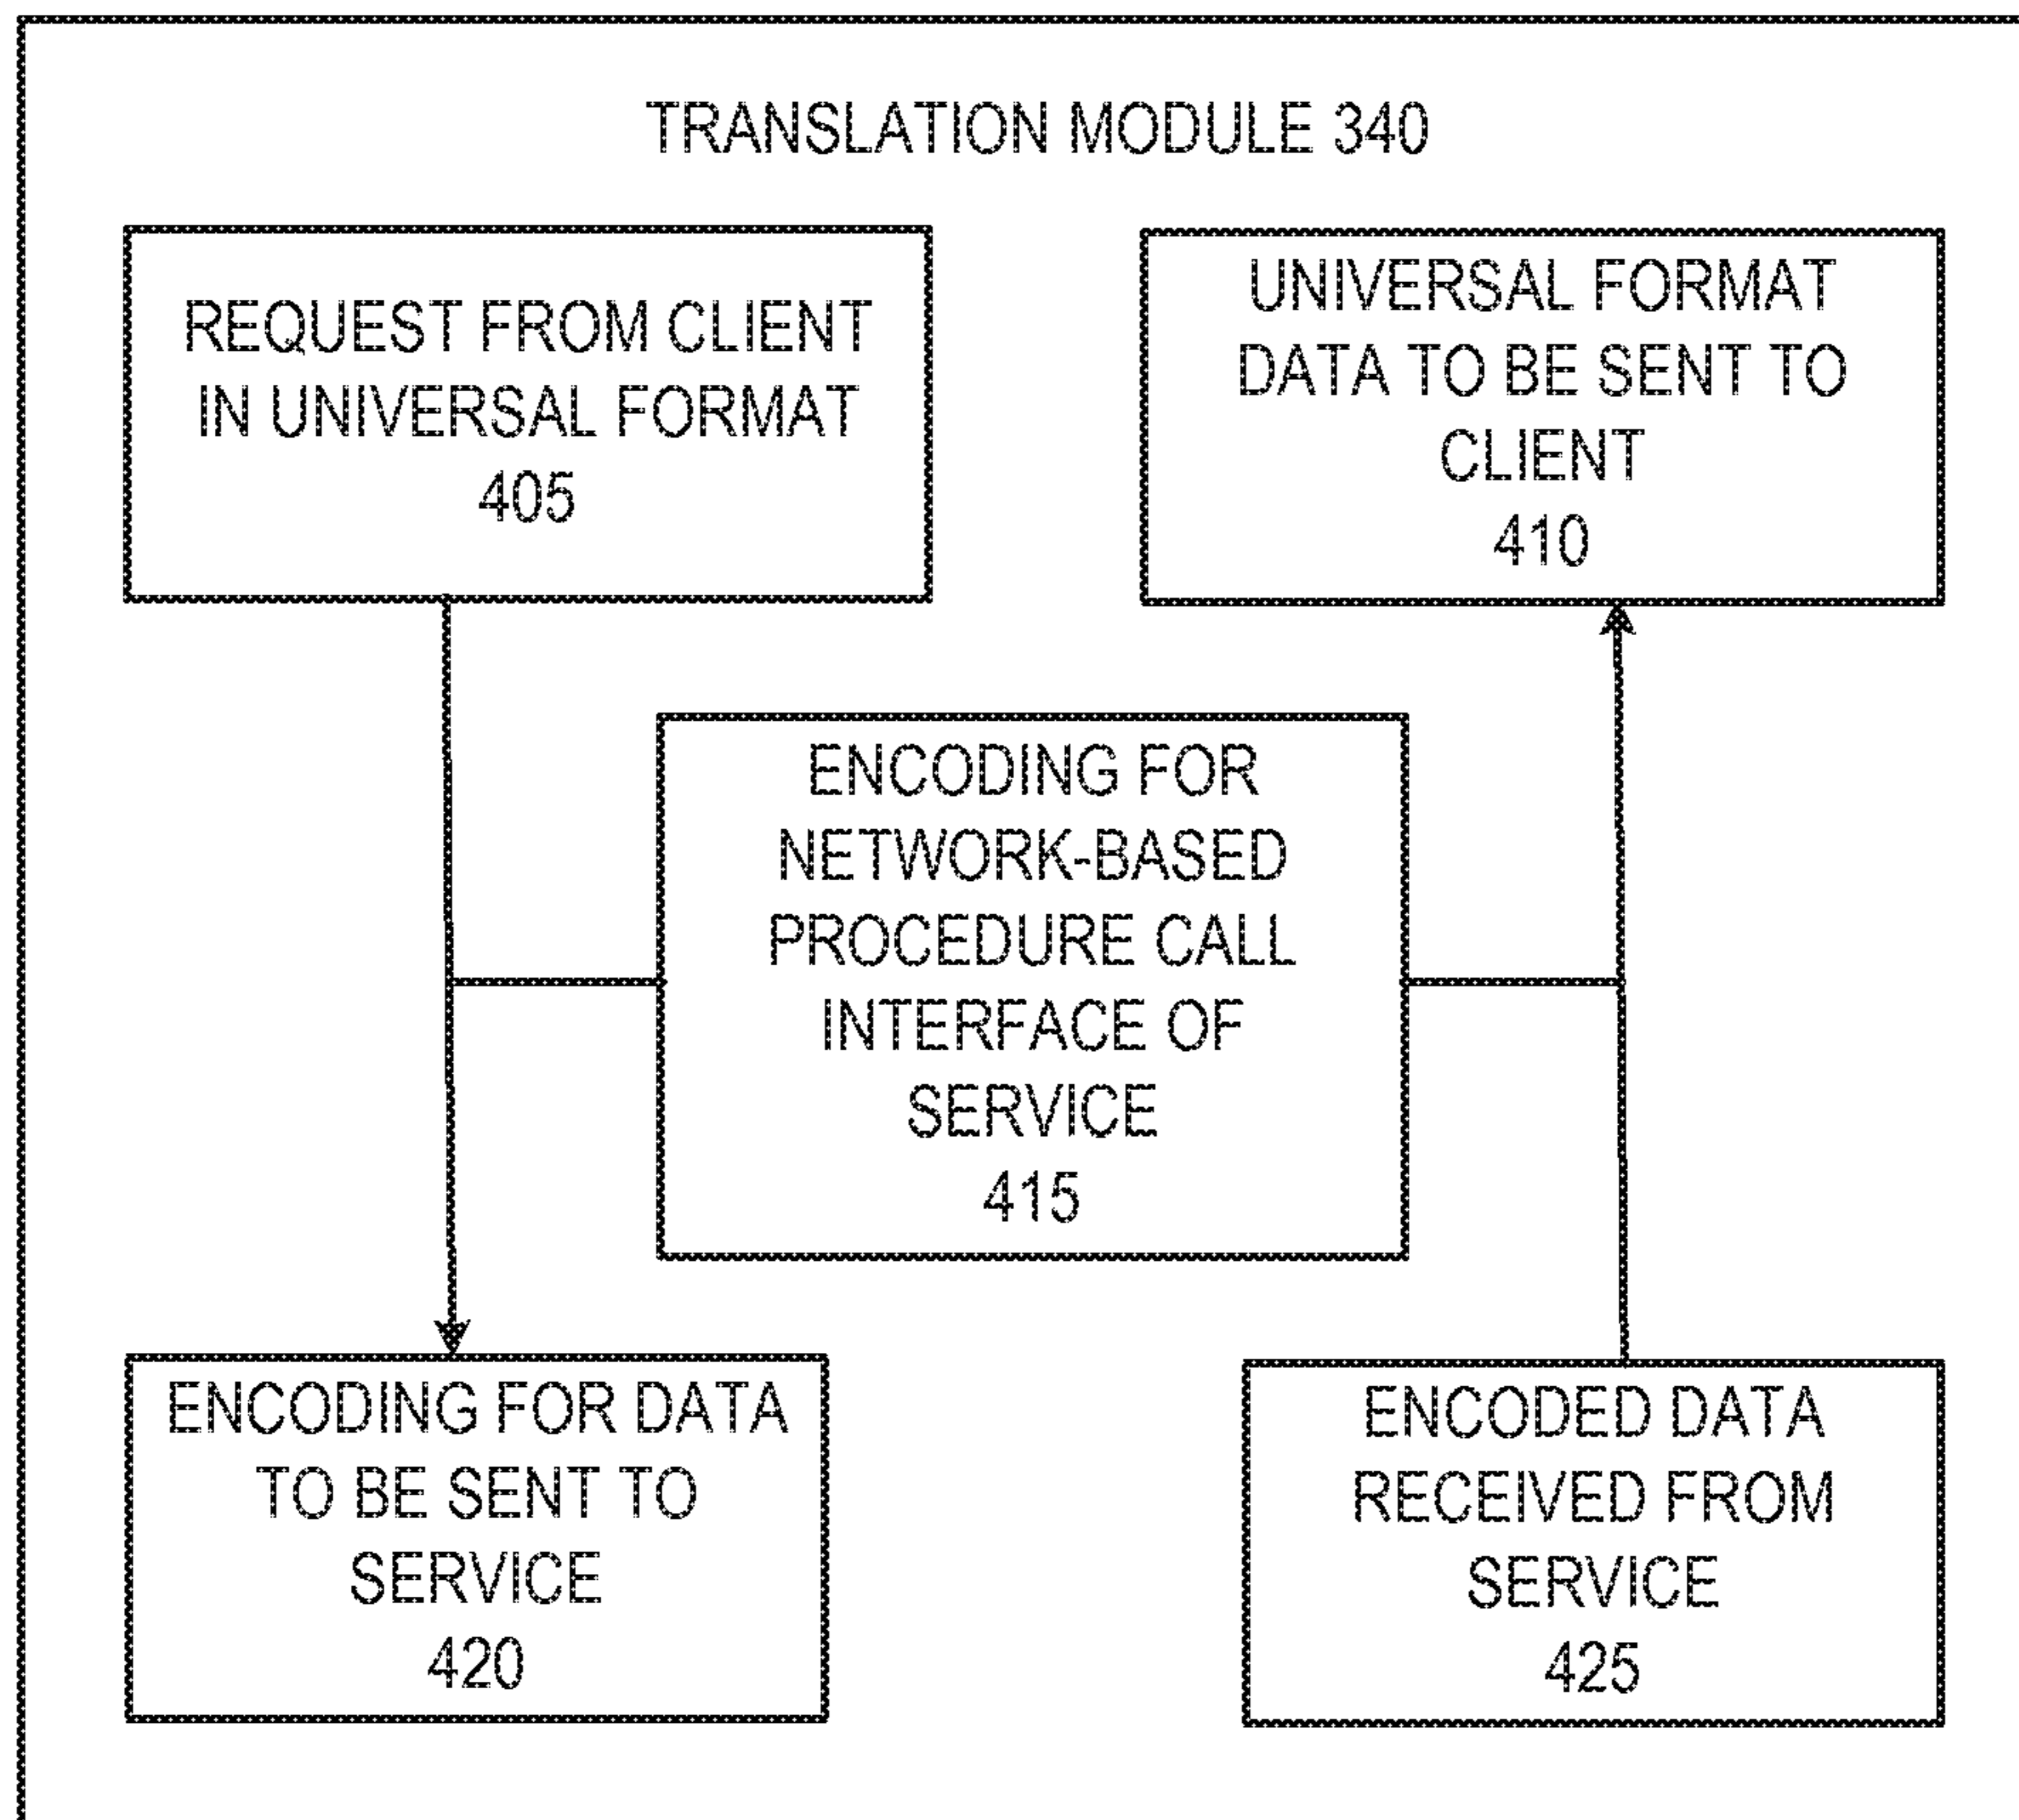 TRANSLATION MODULE 340
REQUEST FROM CLIENT
IN UNIVERSAL FORMAT
405
UNIVERSAL FORMAT
DATA TO BE SENT TO
CLIENT
410
ENCODING FOR
NETWORK-BASED
PROCEDURE CALL
INTERFACE OF
SERVICE
415
ENCODING FOR DATA
TO BE SENT TO
SERVICE
420
ENCODED DATA
RECEIVED FROM
SERVICE
425